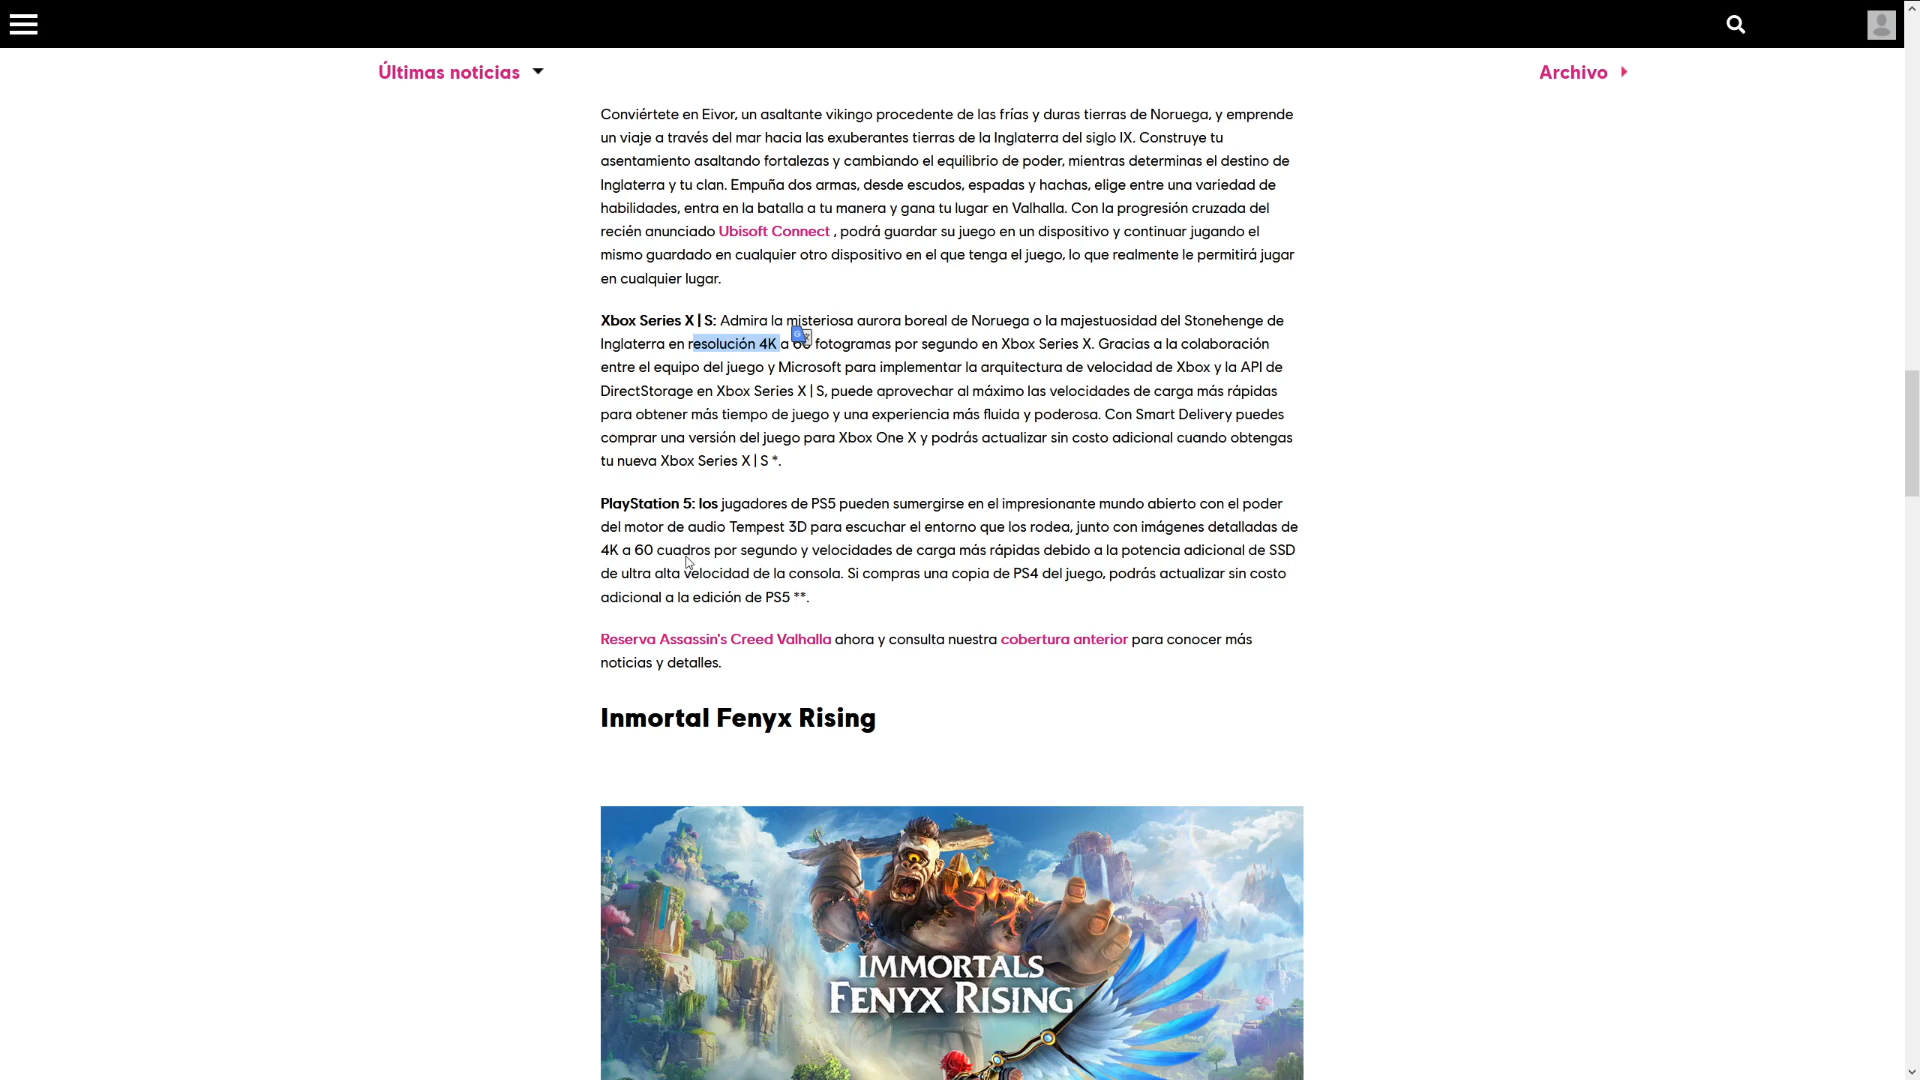 Últimas noticias
Archivo
Conviértete en Eivor, un asaltante vikingo procedente de las frías y duras tierras de Noruega, y emprende
un viaje a través del mar hacia las exuberantes tierras de la Inglaterra del siglo IX. Construye tu
asentamiento asaltando fortalezas y cambiando el equilibrio de poder, mientras determinas el destino de
Inglaterra y tu clan. Empuña dos armas, desde escudos, espadas y hachas, elige entre una variedad de
habilidades, entra en la batalla a tu manera y gana tu lugar en Valhalla. Con la progresión cruzada del
recién anunciado Ubisoft Connect , podrá guardar su juego en un dispositivo y continuar jugando el
mismo guardado en cualquier otro dispositivo en el que tenga el juego, lo que realmente le permitirá jugar
en cualquier lugar.
Xbox Series X | S: Admira la misteriosa aurora boreal de Noruega o la majestuosidad del Stonehenge de
Inglaterra en resolución 4K a fotogramas por segundo en Xbox Series X. Gracias a la colaboración
entre el equipo del juego y Microsoft para implementar la arquitectura de velocidad de Xbox y la API de
DirectStorage en Xbox Series X | S, puede aprovechar al máximo las velocidades de carga más rápidas
para obtener más tiempo de juego y una experiencia más fluida y poderosa. Con Smart Delivery puedes
comprar una versión del juego para Xbox One X y podrás actualizar sin costo adicional cuando obtengas
tu nueva Xbox Series X | S *.
PlayStation 5: los jugadores de PS5 pueden sumergirse en el impresionante mundo abierto con el poder
del motor de audio Tempest 3D para escuchar el entorno que los rodea, junto con imágenes detalladas de
4K a 60 cuadros por segundo y velocidades de carga más rápidas debido a la potencia adicional de SSD
de ultra alta velocidad de la consola. Si compras una copia de PS4 del juego, podrás actualizar sin costo
adicional a la edición de PS5 **.
Reserva Assassin's Creed Valhalla ahora y consulta nuestra cobertura anterior para conocer más
noticias y detalles.
Inmortal Fenyx Rising
IMMORTALS
FENYX RISING